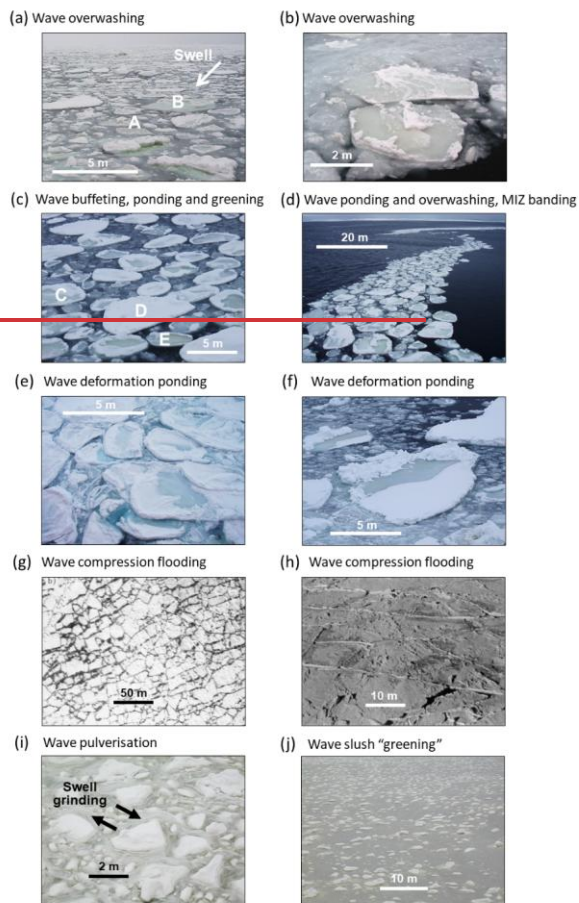 (a) Wave overwashing
Swell
B
A
5 m
(b) Wave overwashing
2 m
(c) Wave buffeting, ponding and greening
C
D
E
5 m
(d) Wave ponding and overwashing, MIZ banding
20 m
(e) Wave deformation ponding
5 m
(f) Wave deformation ponding
5 m
(g) Wave compression flooding
50 m
(h) Wave compression flooding
10 m
(i) Wave pulverisation
Swell
grinding
2 m
(j) Wave slush “greening”
10 m